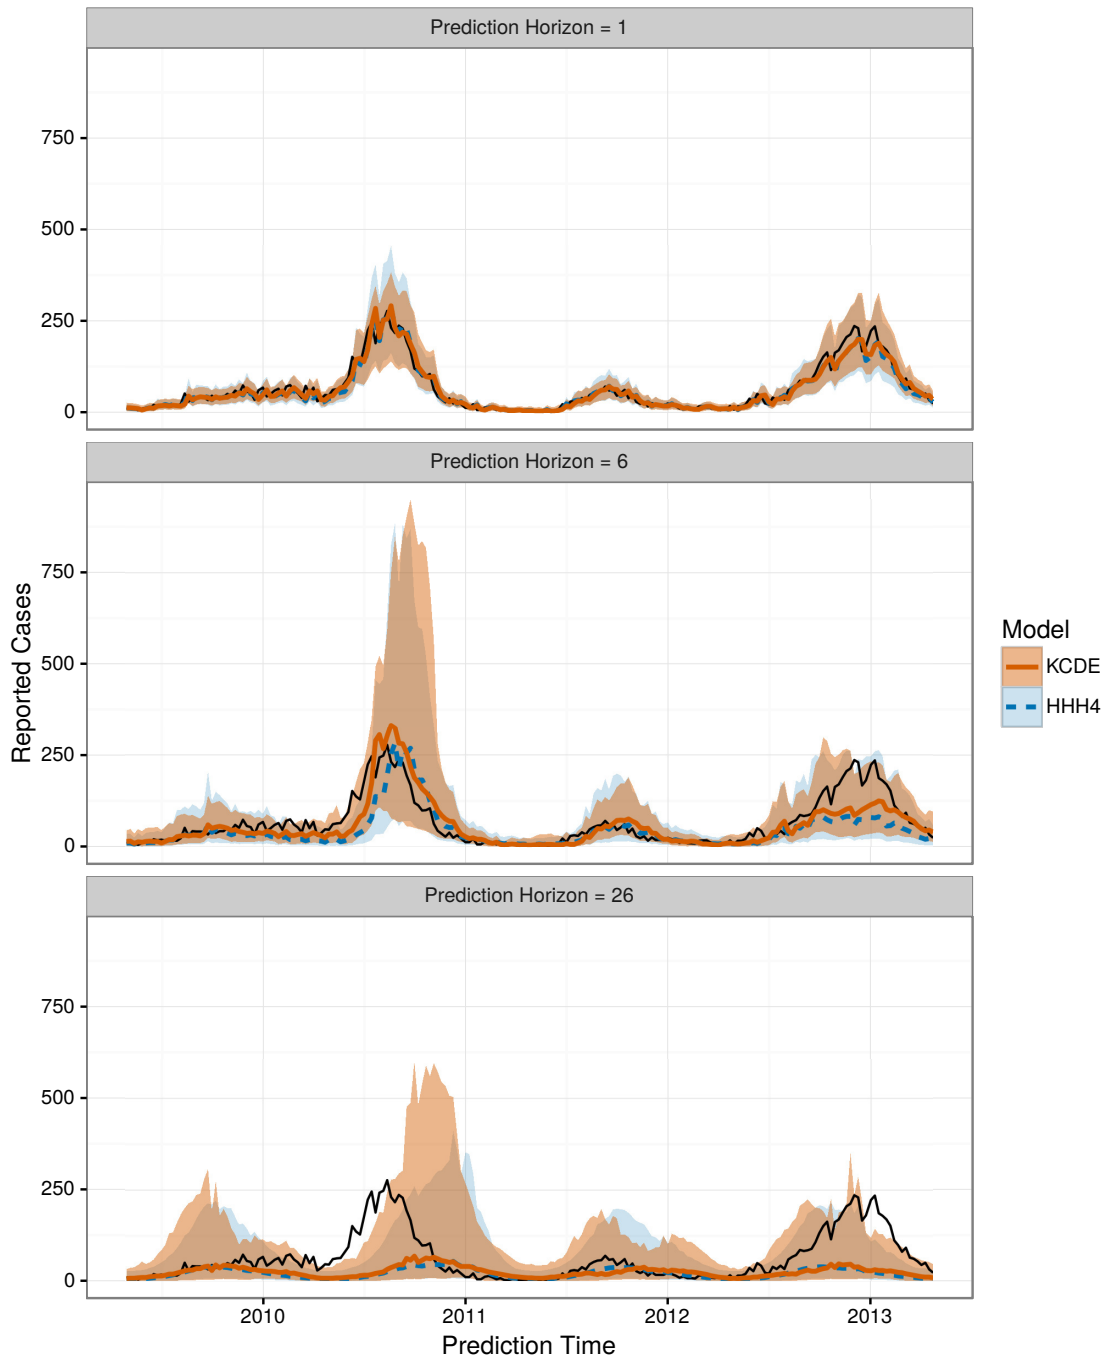 Prediction Horizon = 1
750
500
250
0
Prediction Horizon = 6
750
500
250
0
Prediction Horizon = 26
750
500
250
0
2010 2011 2012 2013
Prediction Time
Reported Cases
Model
KCDE
HHH4